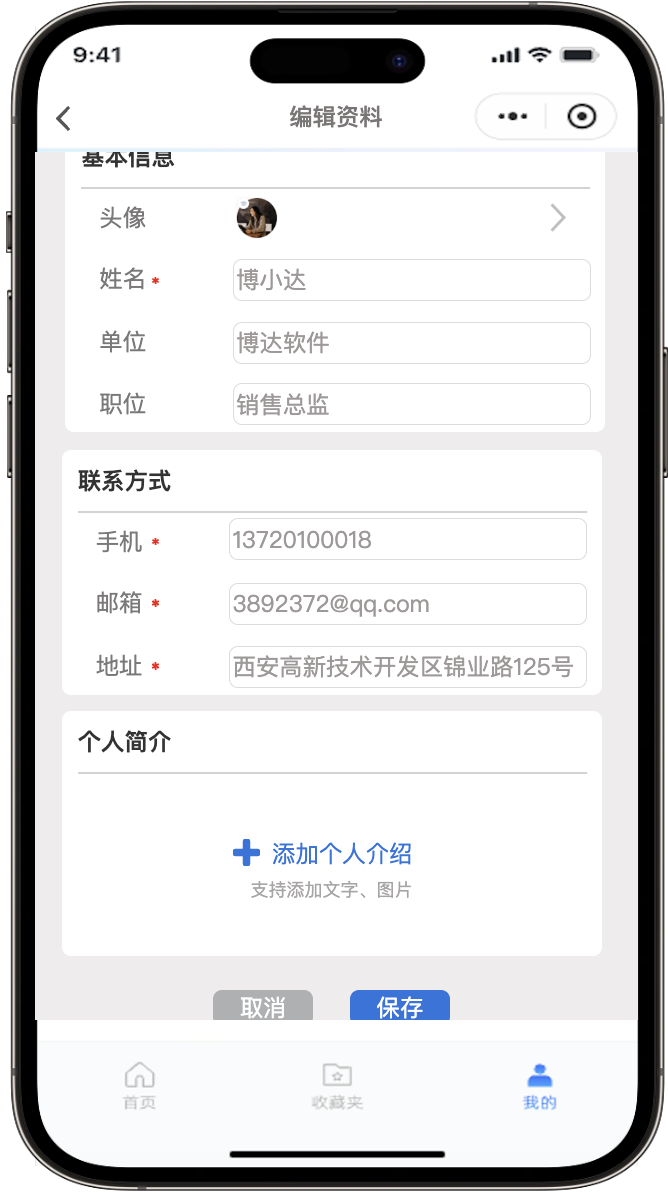 9:41
编辑资料
基本信息
头像
姓名 * 博小达
单位 博达软件
职位 销售总监
联系方式
手机 * 13720100018
邮箱 * 3892372@qq.com
地址 * 西安高新技术开发区锦业路125号
个人简介
添加个人介绍
支持添加文字、图片
取消 保存
首页 收藏夹 我的